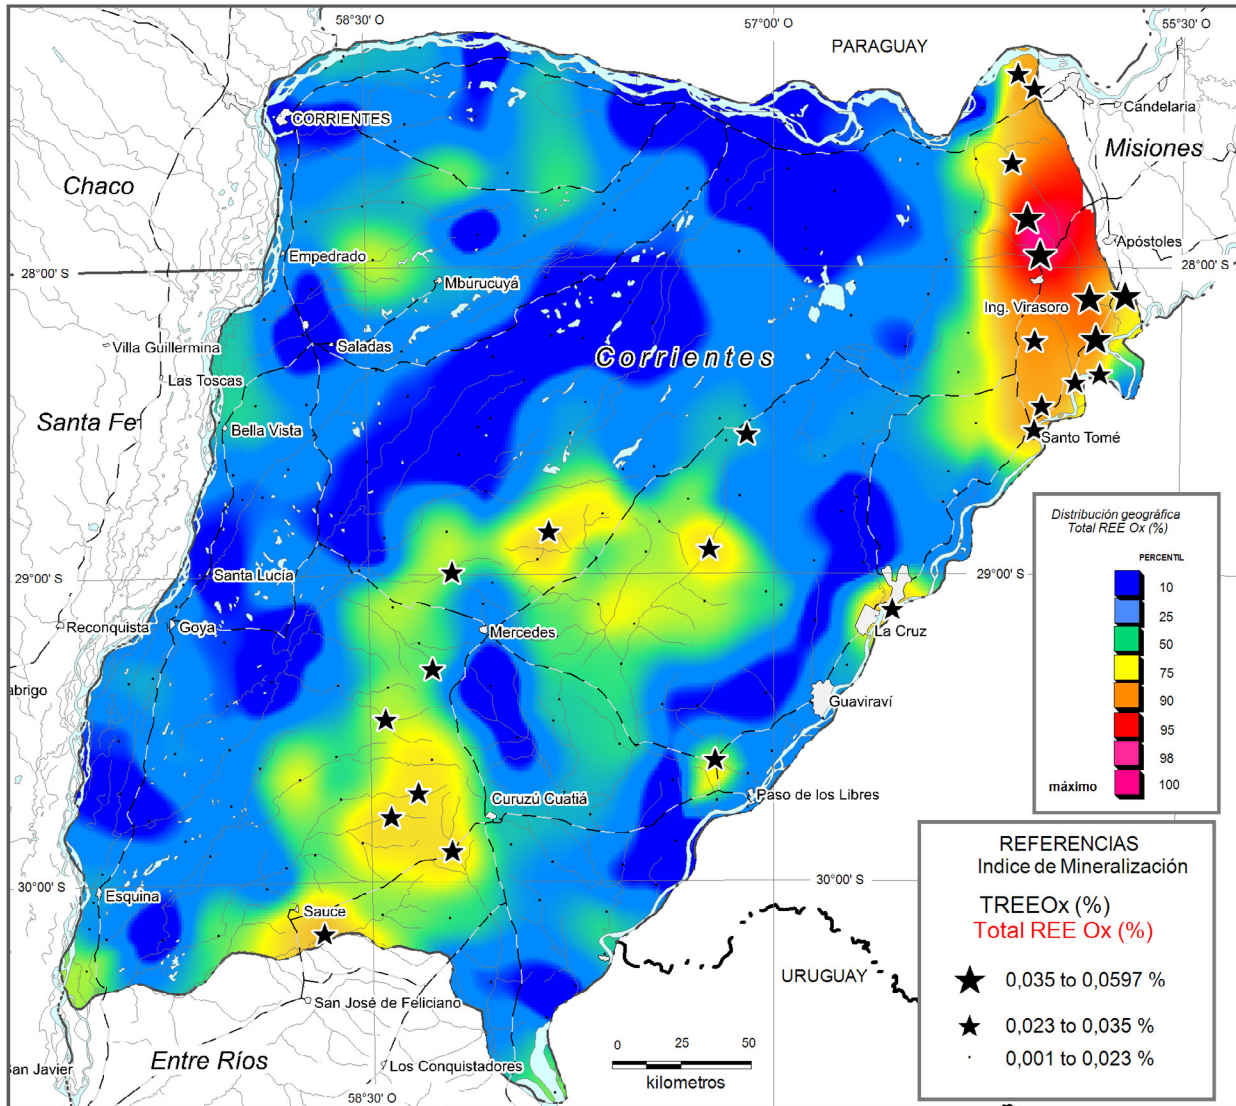 58°30' O
57°00' O
55°30' O
PARAGUAY
Candelaria
CORRIENTES
Misiones
Chaco
Apóstoles
Empedrado
28°00' S
28°00' S
Mburucuyá
Ing. Virasoro
Villa Guillermina
Saladas
Corrientes
Las Toscas
Santa Fe
Bella Vista
Santo Tomé
Distribución geográfica
Total REE Ox (%)
PERCENTIL
10
25
50
75
90
95
98
máximo 100
29°00' S
29°00' S
Santa Lucía
Reconquista
Goya
Mercedes
La Cruz
abrigo
Guaviraví
Paso de los Libres
Curuzú Cuatiá
30°00' S
30°00' S
Esquina
Sauce
REFERENCIAS
Indice de Mineralización
TREEOx (%)
Total REE Ox (%)
0,035 to 0,0597 %
0,023 to 0,035 %
0,001 to 0,023 %
URUGUAY
San José de Feliciano
Entre Ríos
Los Conquistadores
San Javier
0 25 50
kilometros
58°30' O